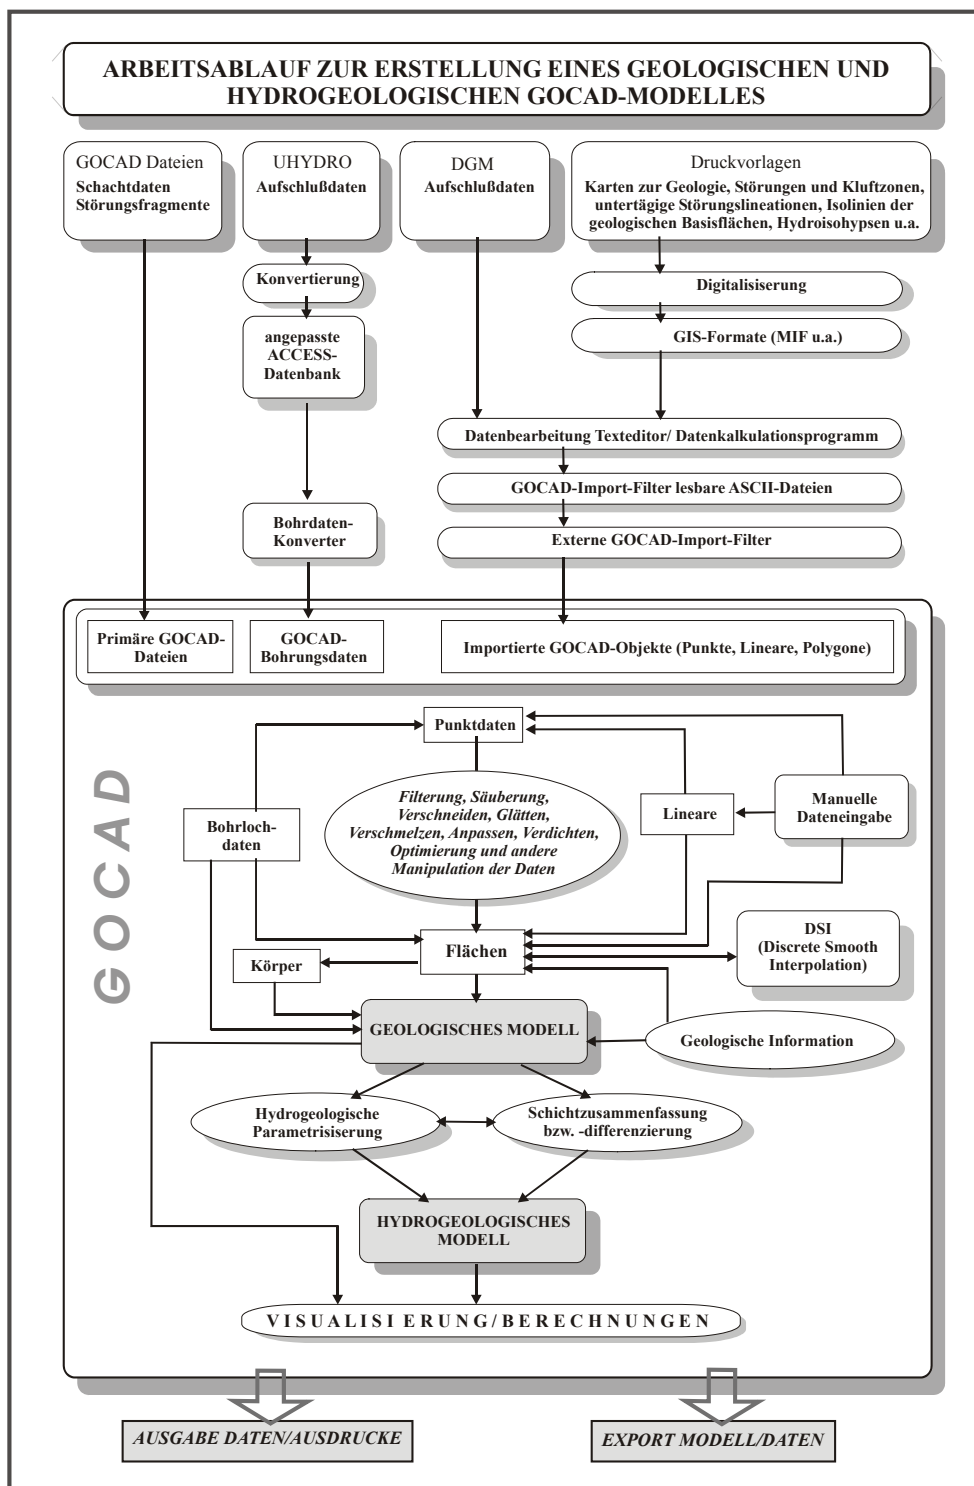 ARBEITSABLAUF ZUR ERSTELLUNG EINES GEOLOGISCHEN UND
HYDROGEOLOGISCHEN GOCAD-MODELLES
GOCAD Dateien
Schachtdaten
Störungsfragmente
UHYDRO
Aufschlußdaten
DGM
Aufschlußdaten
Druckvorlagen
Karten zur Geologie, Störungen und Kluftzonen,
untertägige Störungslineationen, Isolinien der
geologischen Basisflächen, Hydroisohypsen u.a.
Konvertierung
Digitalisiserung
angepasste
ACCESS-
Datenbank
GIS-Formate (MIF u.a.)
Datenbearbeitung Texteditor/ Datenkalkulationsprogramm
GOCAD-Import-Filter lesbare ASCII-Dateien
Bohrdaten-
Konverter
Externe GOCAD-Import-Filter
Primäre GOCAD-
Dateien
GOCAD-
Bohrungsdaten
Importierte GOCAD-Objekte (Punkte, Lineare, Polygone)
GOCAD
Punktdaten
Filterung, Säuberung,
Verschneiden, Glätten,
Verschmelzen, Anpassen, Verdichten,
Optimierung und andere
Manipulation der Daten
Bohrloch-
daten
Lineare
Manuelle
Dateneingabe
Flächen
Körper
DSI
(Discrete Smooth
Interpolation)
GEOLOGISCHES MODELL
Geologische Information
Hydrogeologische
Parametrisiserung
Schichtzusammenfassung
bzw. -differenzierung
HYDROGEOLOGISCHES
MODELL
VISUALISI ERUNG/BERECHNUNGEN
AUSGABE DATEN/AUSDRUCKE
EXPORT MODELL/DATEN